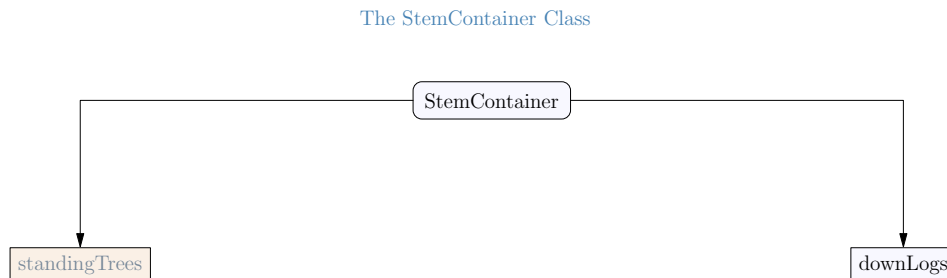 The StemContainer Class
StemContainer
standingTrees
downLogs